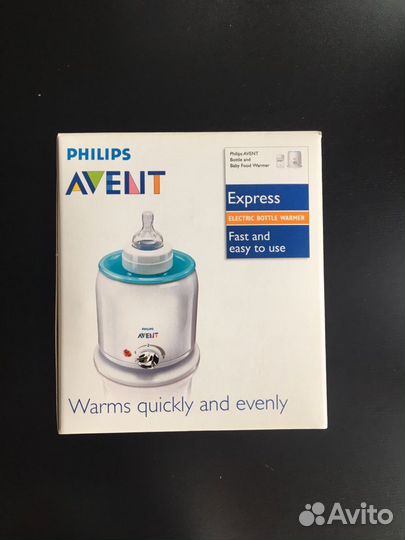 PHILIPS
AVENT
Philips AVENT
Bottle and
Baby Food Warmer
Express
ELECTRIC BOTTLE WARMER
Fast and
easy to use
PHILIPS
AVENT
Warms quickly and evenly
Avito